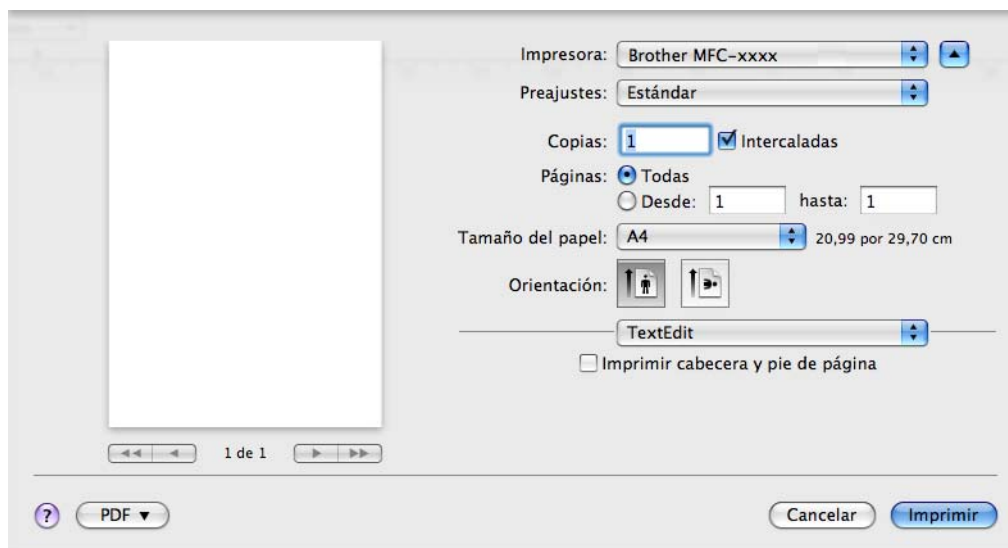 Impresora: Brother MFC-xxxx
Preajustes: Estándar
Copias: 1 Intercaladas
Páginas: Todas
Desde: 1 hasta: 1
Tamaño del papel: A4 20,99 por 29,70 cm
Orientación:
TextEdit
Imprimir cabecera y pie de página
1 de 1
? PDF Cancelar Imprimir